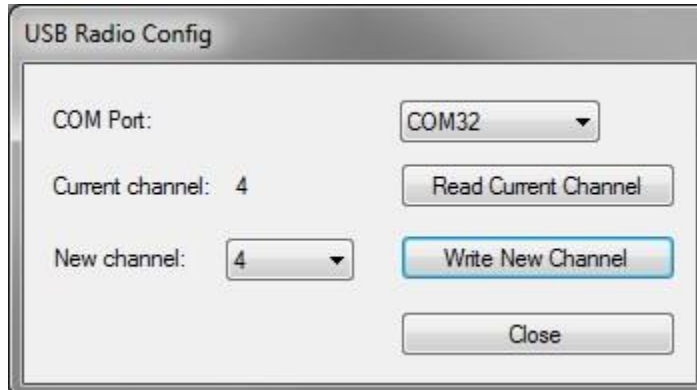 USB Radio Config
COM Port: COM32
Current channel: 4 Read Current Channel
New channel: 4 Write New Channel
Close